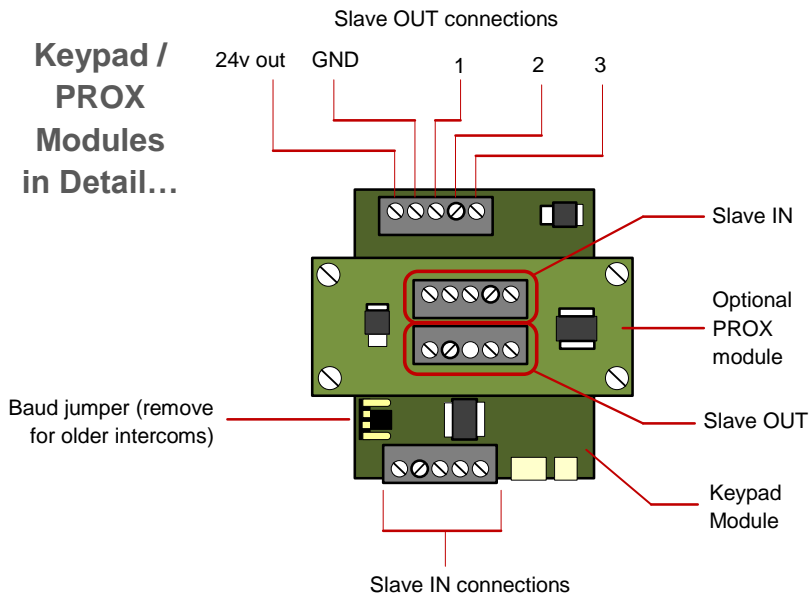 Slave OUT connections
Keypad /
PROX
Modules
in Detail…
24v out GND 1 2 3
Slave IN
Optional
PROX
module
Baud jumper (remove
for older intercoms)
Slave OUT
Keypad
Module
Slave IN connections